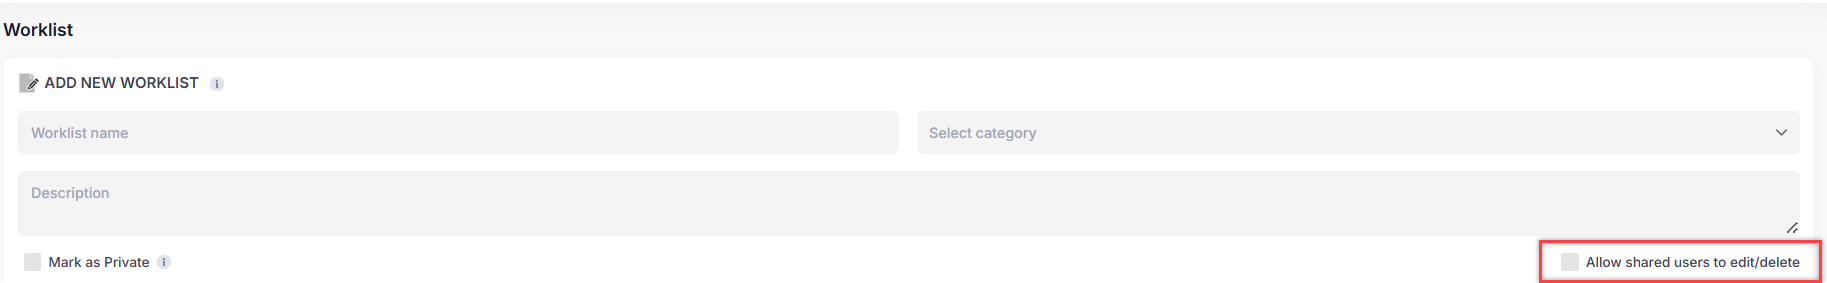 Worklist
ADD NEW WORKLIST i
Worklist name
Select category
Description
Mark as Private i
Allow shared users to edit/delete